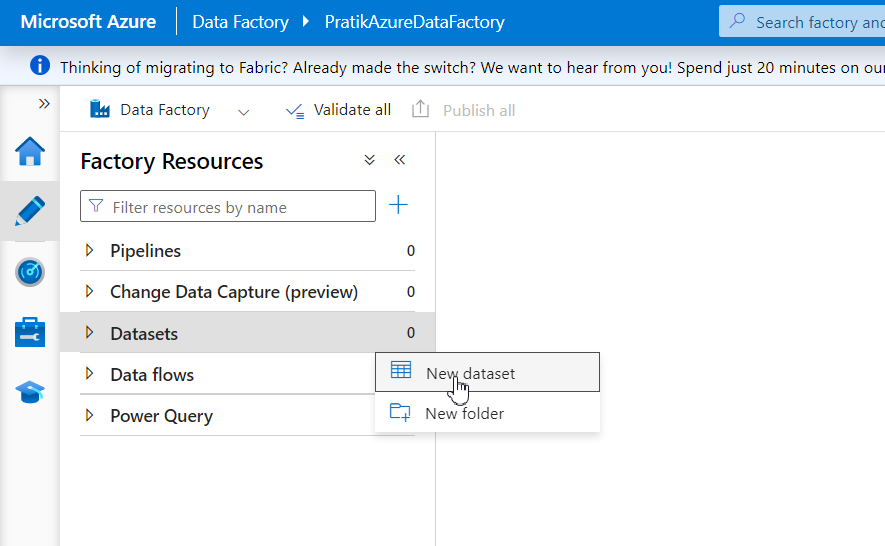 Microsoft Azure Data Factory PratikAzureDataFactory Search factory and
Thinking of migrating to Fabric? Already made the switch? We want to hear from you! Spend just 20 minutes on our
Data Factory Validate all Publish all
Factory Resources
Filter resources by name
Pipelines 0
Change Data Capture (preview) 0
Datasets 0
New dataset
Data flows
New folder
Power Query